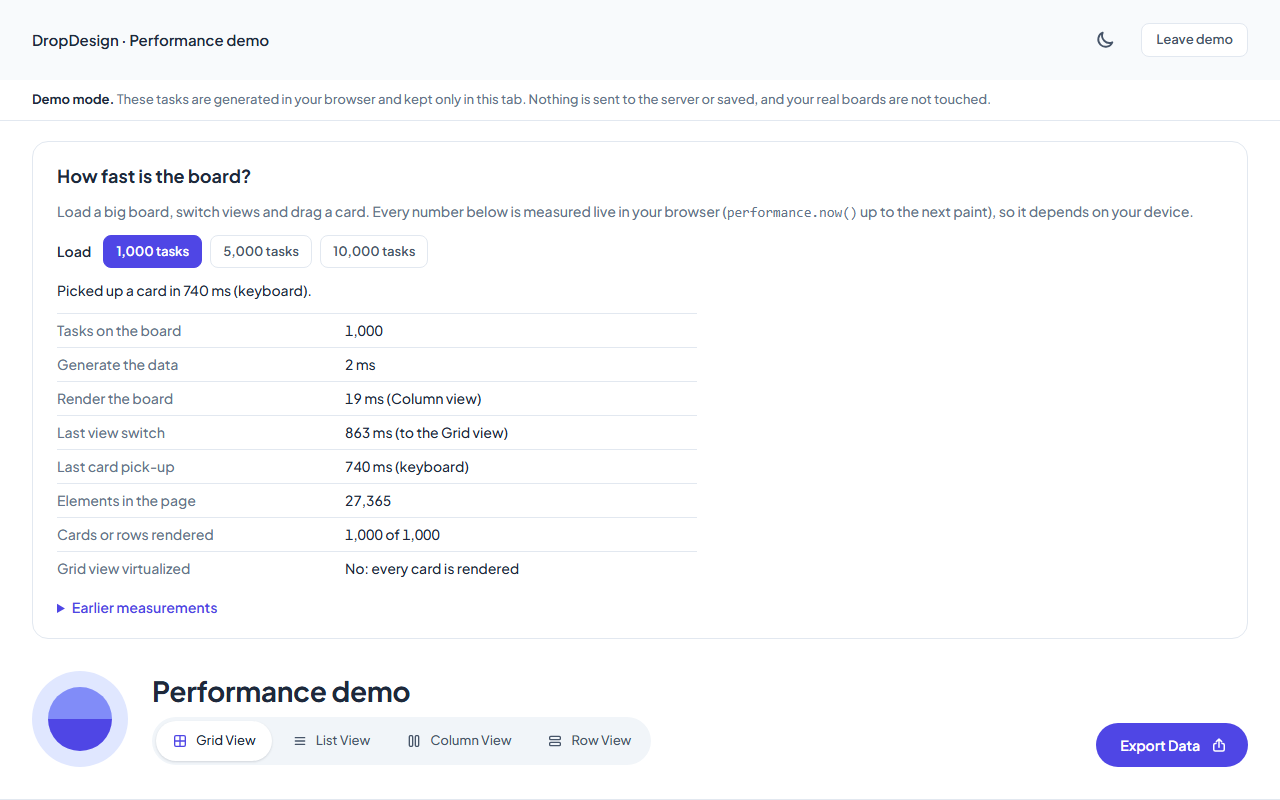 DropDesign · Performance demo
Leave demo
Demo mode. These tasks are generated in your browser and kept only in this tab. Nothing is sent to the server or saved, and your real boards are not touched.
How fast is the board?
Load a big board, switch views and drag a card. Every number below is measured live in your browser (performance.now() up to the next paint), so it depends on your device.
Load 1,000 tasks 5,000 tasks 10,000 tasks
Picked up a card in 740 ms (keyboard).
Tasks on the board 1,000
Generate the data 2 ms
Render the board 19 ms (Column view)
Last view switch 863 ms (to the Grid view)
Last card pick-up 740 ms (keyboard)
Elements in the page 27,365
Cards or rows rendered 1,000 of 1,000
Grid view virtualized No: every card is rendered
Earlier measurements
Performance demo
Grid View List View Column View Row View
Export Data